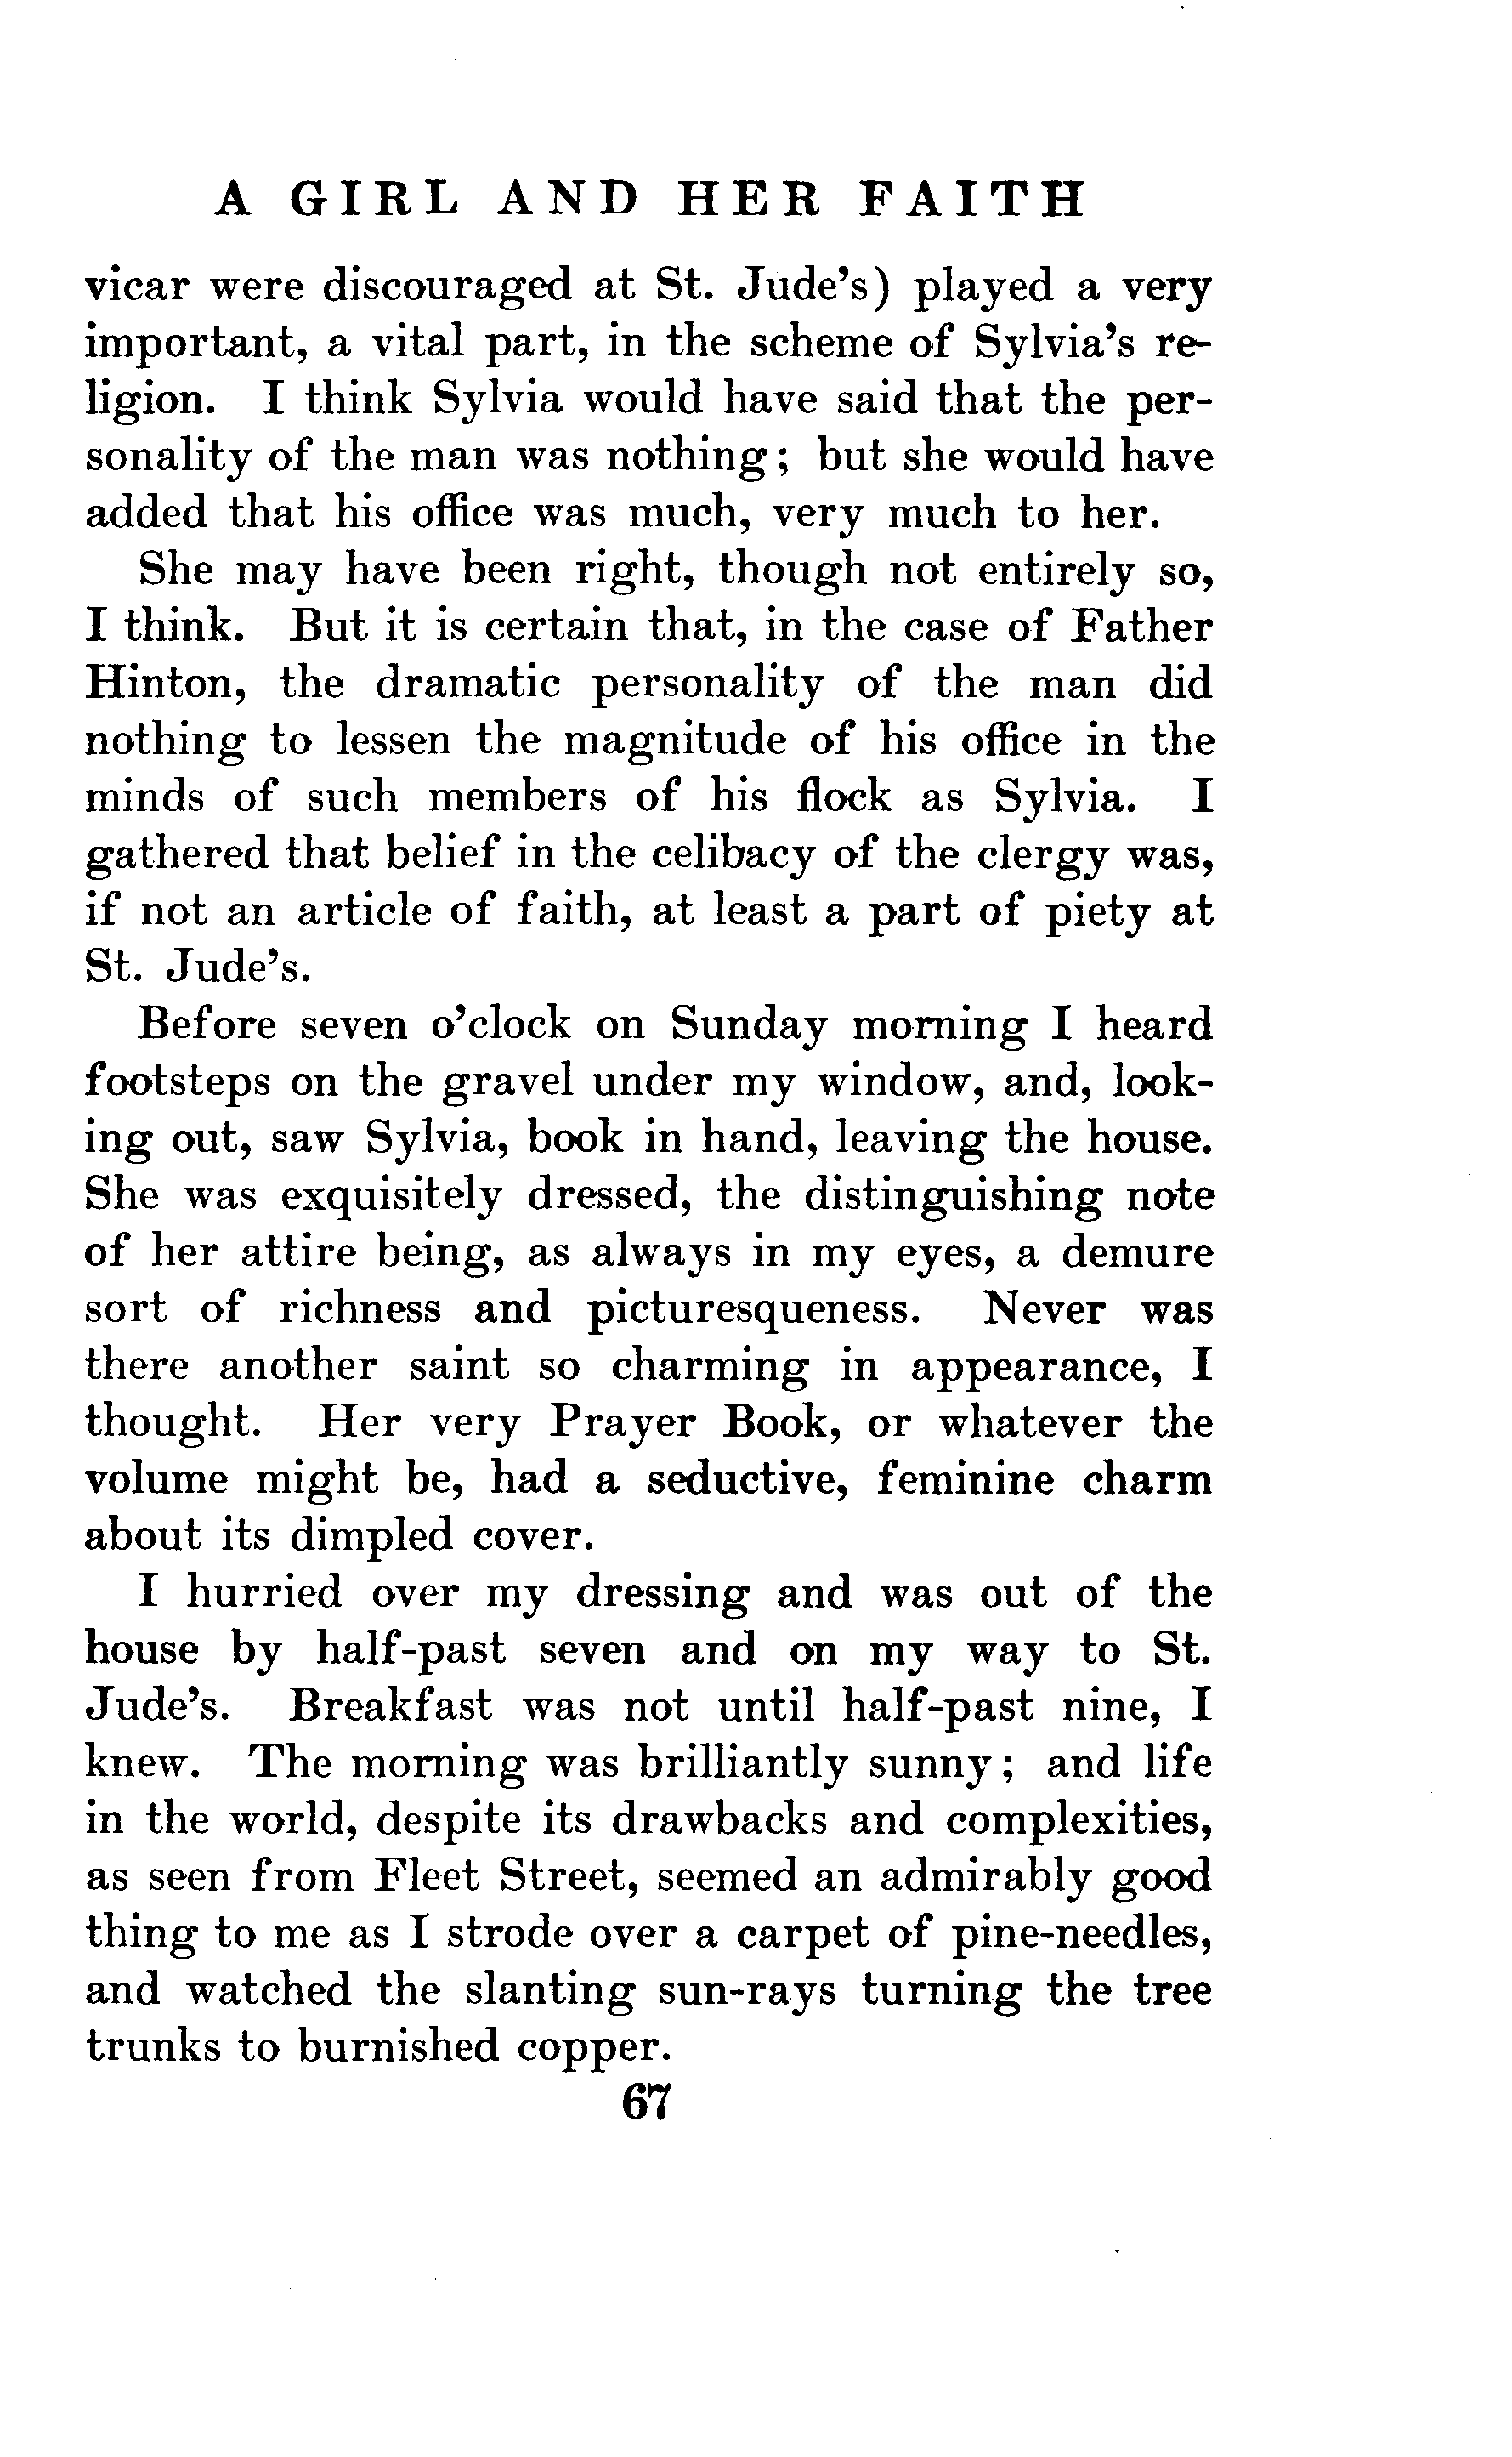 A GIRL AND HER FAITH
vicar were discouraged at St. Jude's) played a very
important, a vital part, in the scheme of Sylvia's re-
ligion. I think Sylvia would have said that the per-
sonality of the man was nothing; but she would have
added that his office was much, very much to her.
She may have been right, though not entirely so,
I think. But it is certain that, in the case of Father
Hinton, the dramatic personality of the man did
nothing to lessen the magnitude of his office in the
minds of such members of his flock as Sylvia. I
gathered that belief in the celibacy of the clergy was,
if not an article of faith, at least a part of piety at
St. Jude's.
Before seven o'clock on Sunday morning I heard
footsteps on the gravel under my window, and, look-
ing out, saw Sylvia, book in hand, leaving the house.
She was exquisitely dressed, the distinguishing note
of her attire being, as always in my eyes, a demure
sort of richness and picturesqueness. Never was
there another saint so charming in appearance, I
thought. Her very Prayer Book, or whatever the
volume might be, had a seductive, feminine charm
about its dimpled cover.
I hurried over my dressing and was out of the
house by half-past seven and on my way to St.
Jude's. Breakfast was not until half-past nine, I
knew. The morning was brilliantly sunny; and life
in the world, despite its drawbacks and complexities,
as seen from Fleet Street, seemed an admirably good
thing to me as I strode over a carpet of pine-needles,
and watched the slanting sun-rays turning the tree
trunks to burnished copper.
67